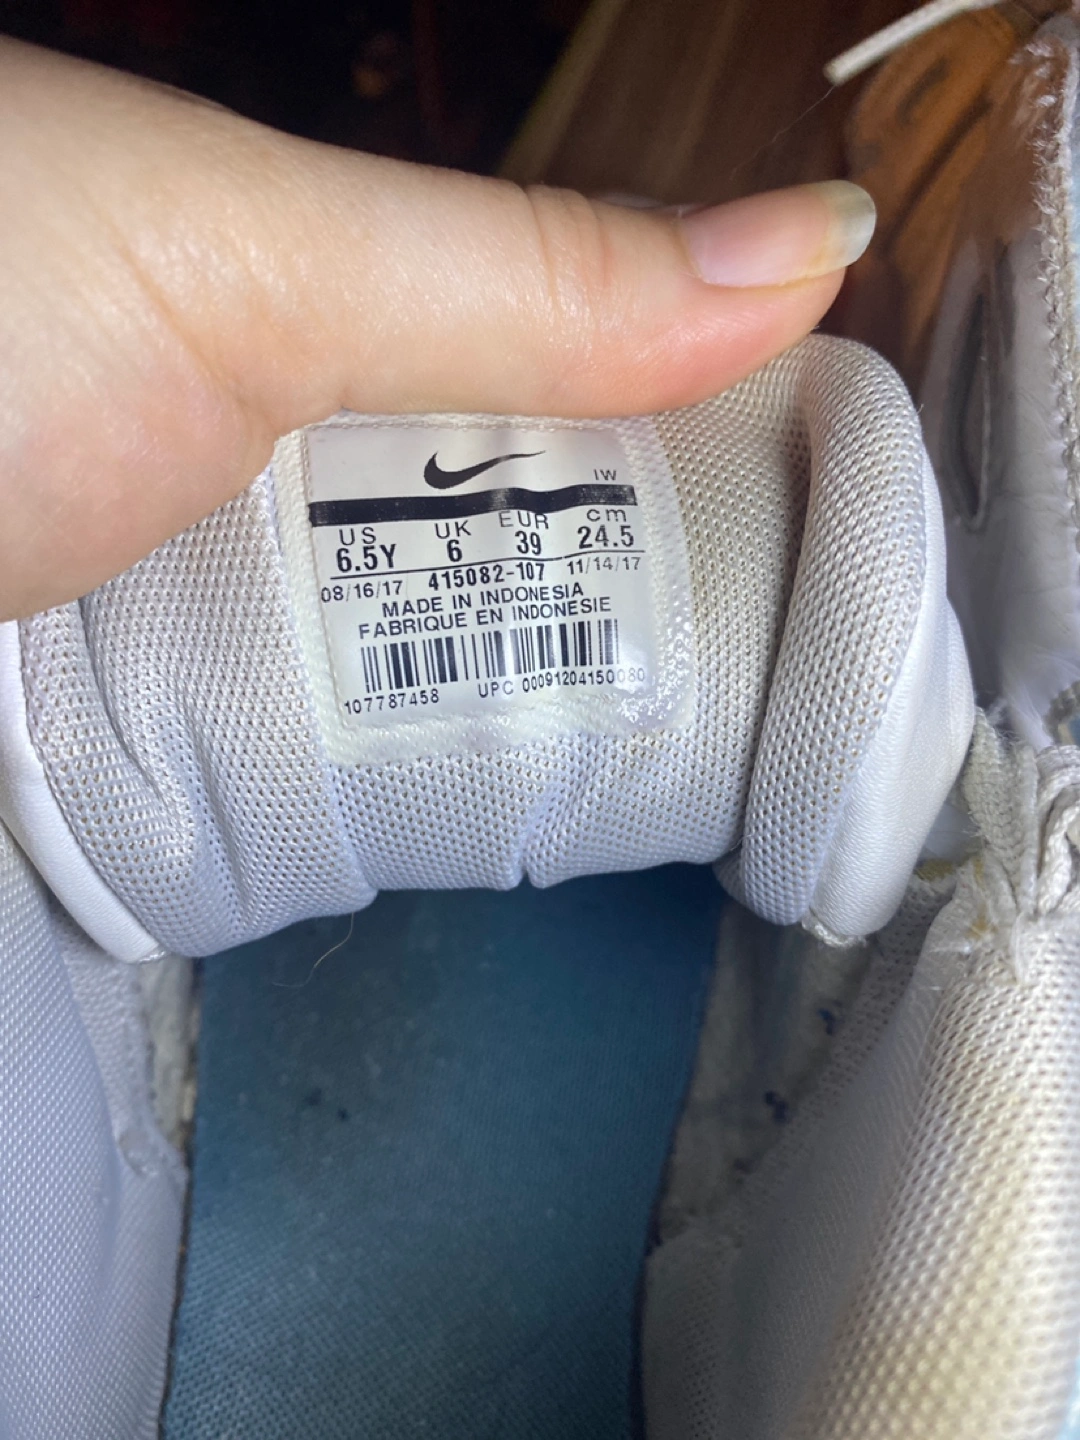 IW
US UK EUR cm
6.5Y 6 39 24.5
08/16/17 415082-107 11/14/17
MADE IN INDONESIA
FABRIQUE EN INDONESIE
107787458 UPC 00091204150080